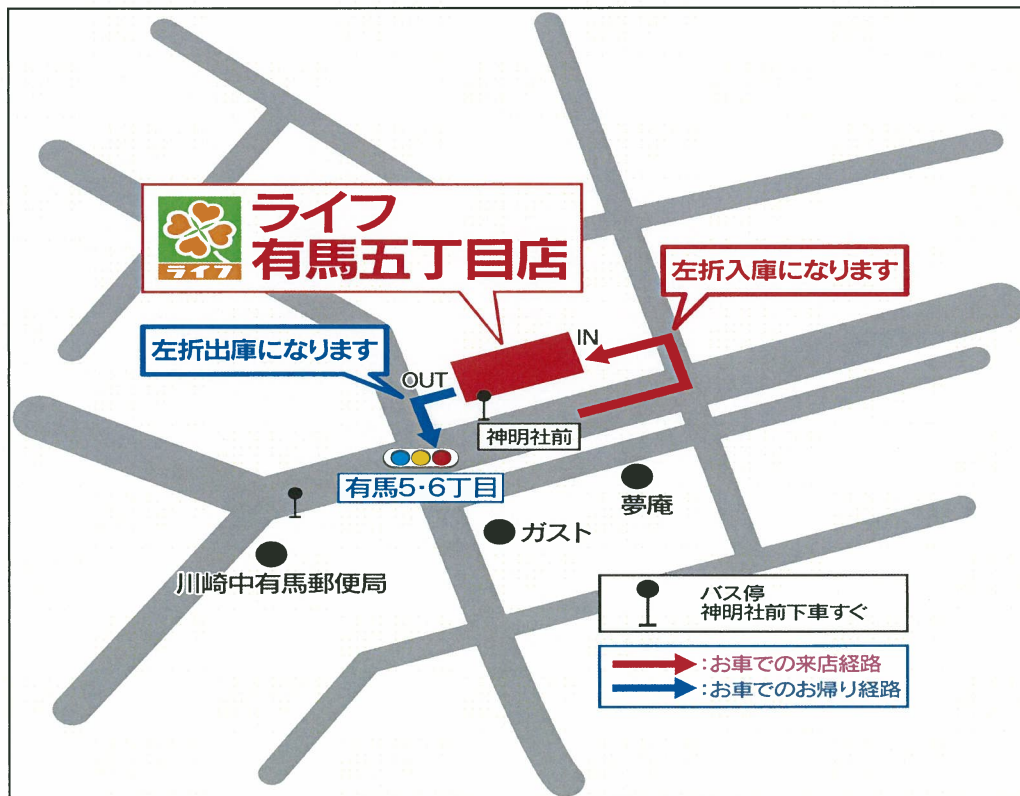 ライフ
ライフ
有馬五丁目店
左折入庫になります
左折出庫になります
IN
OUT
神明社前
有馬5・6丁目
夢庵
ガスト
川崎中有馬郵便局
バス停
神明社前下車すぐ
:お車での来店経路
:お車でのお帰り経路